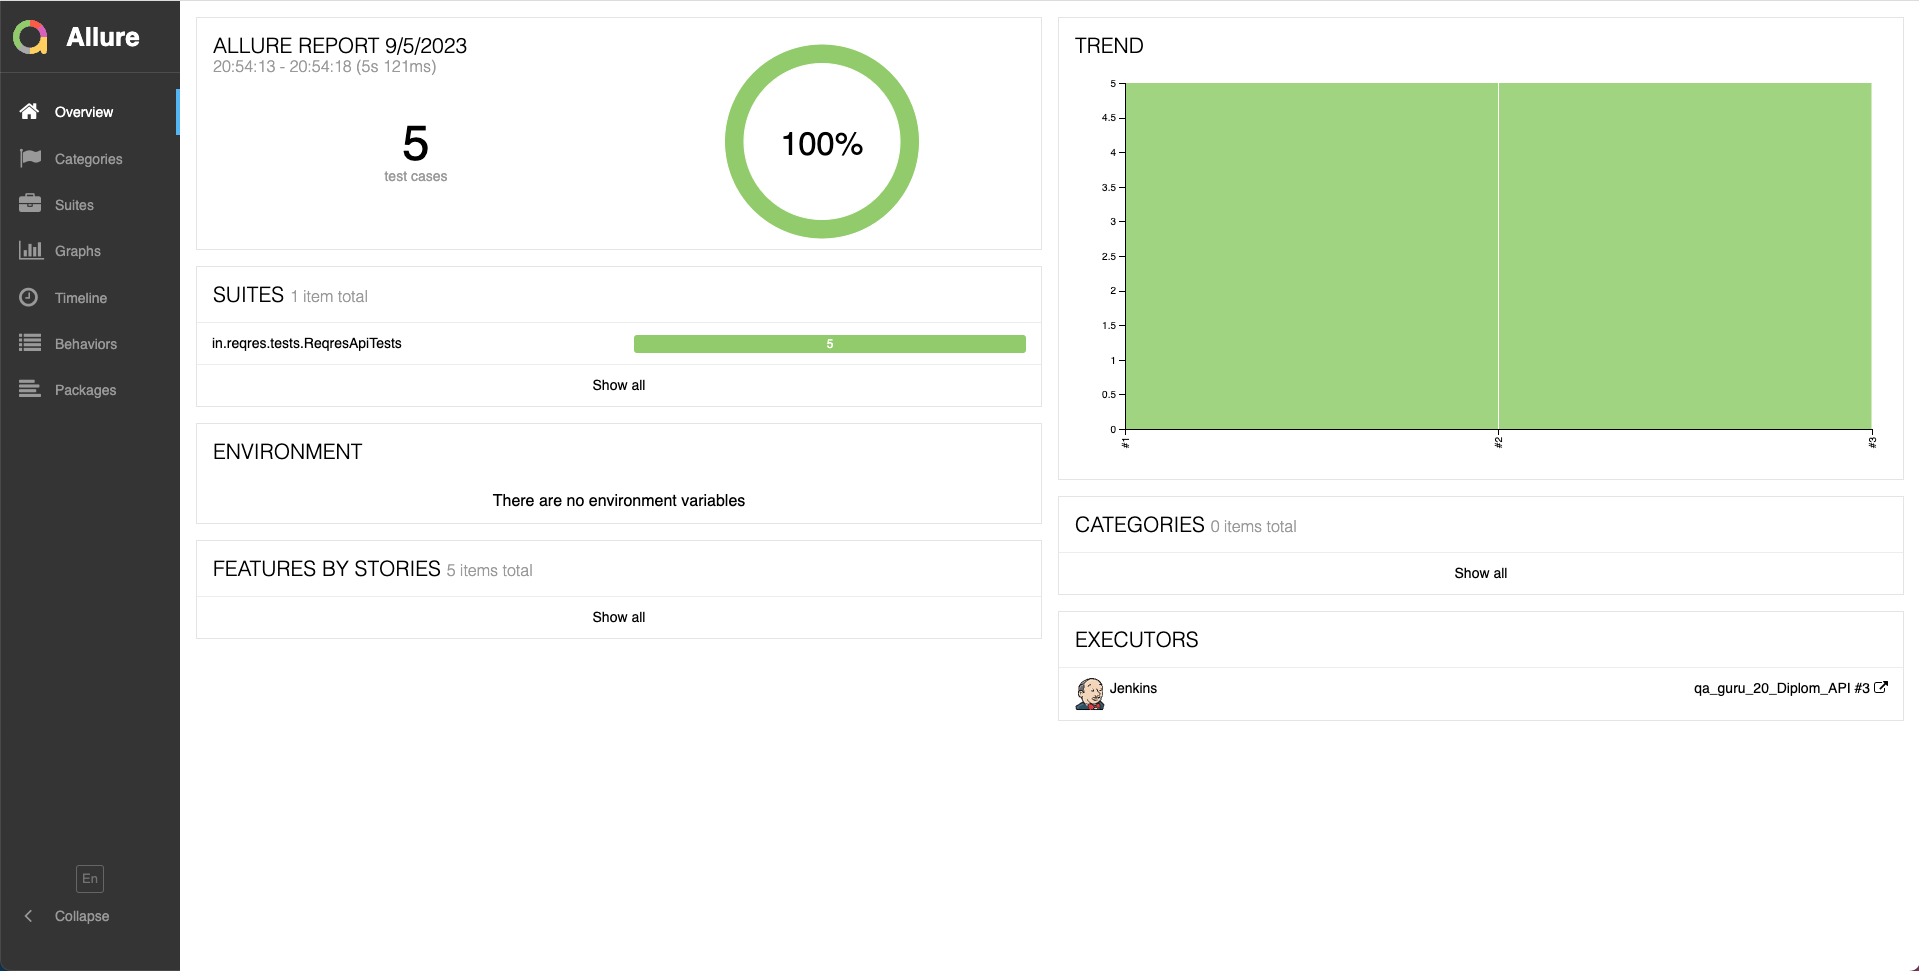 Allure
Overview
Categories
Suites
Graphs
Timeline
Behaviors
Packages
En
Collapse
ALLURE REPORT 9/5/2023
20:54:13 - 20:54:18 (5s 121ms)
5
test cases
100%
SUITES 1 item total
in.reqres.tests.ReqresApiTests 5
Show all
ENVIRONMENT
There are no environment variables
FEATURES BY STORIES 5 items total
Show all
TREND
5
4.5
4
3.5
3
2.5
2
1.5
1
0.5
0
#1 #2 #3
CATEGORIES 0 items total
Show all
EXECUTORS
Jenkins qa_guru_20_Diplom_API #3